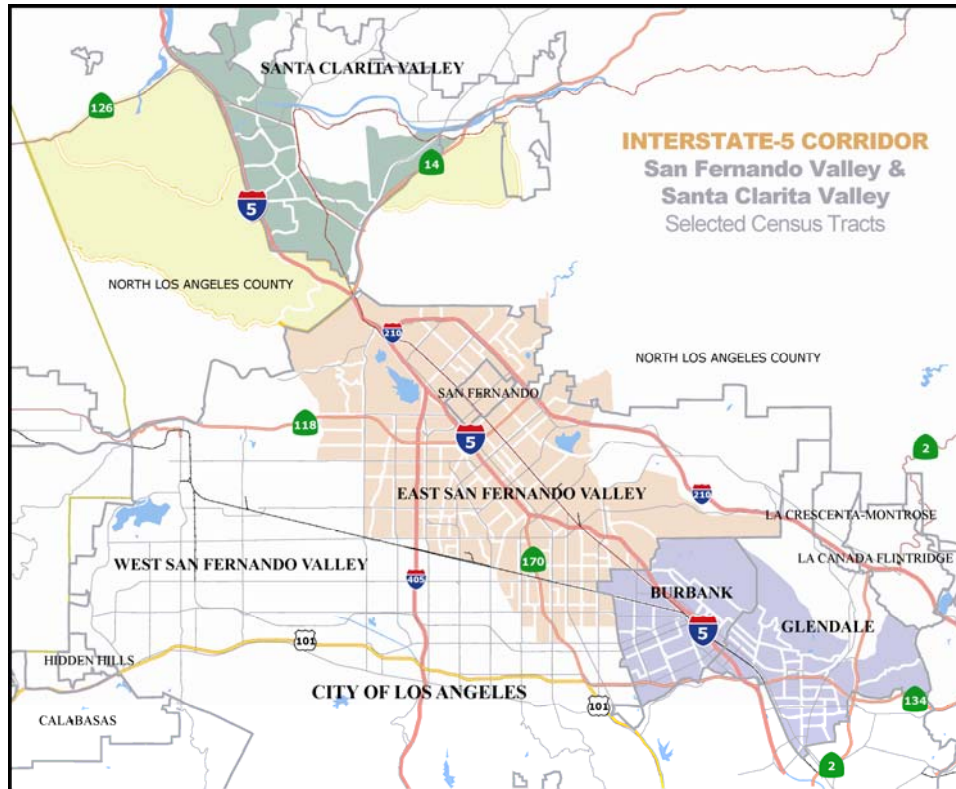 SANTA CLARITA VALLEY
126
INTERSTATE-5 CORRIDOR
San Fernando Valley &
Santa Clarita Valley
Selected Census Tracts
14
5
NORTH LOS ANGELES COUNTY
210
NORTH LOS ANGELES COUNTY
SAN FERNANDO
118
5
2
EAST SAN FERNANDO VALLEY
210
LA CRESCENTA-MONTROSE
WEST SAN FERNANDO VALLEY
170
LA CANADA FLINTRIDGE
405
BURBANK
5
GLENDALE
101
HIDDEN HILLS
CITY OF LOS ANGELES
134
101
CALABASAS
2